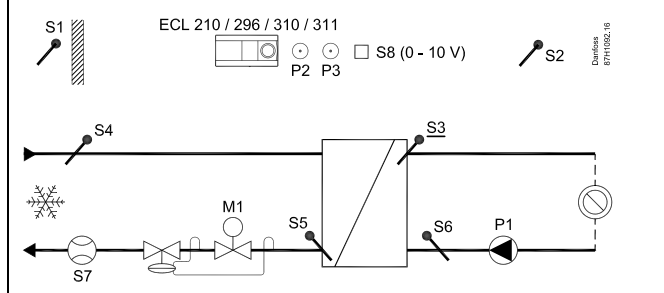 S1
ECL 210 / 296 / 310 / 311
P2
P3
S8 (0 - 10 V)
S2
Danfoss
87H1092.16
S4
S3
M1
S5
S6
P1
S7